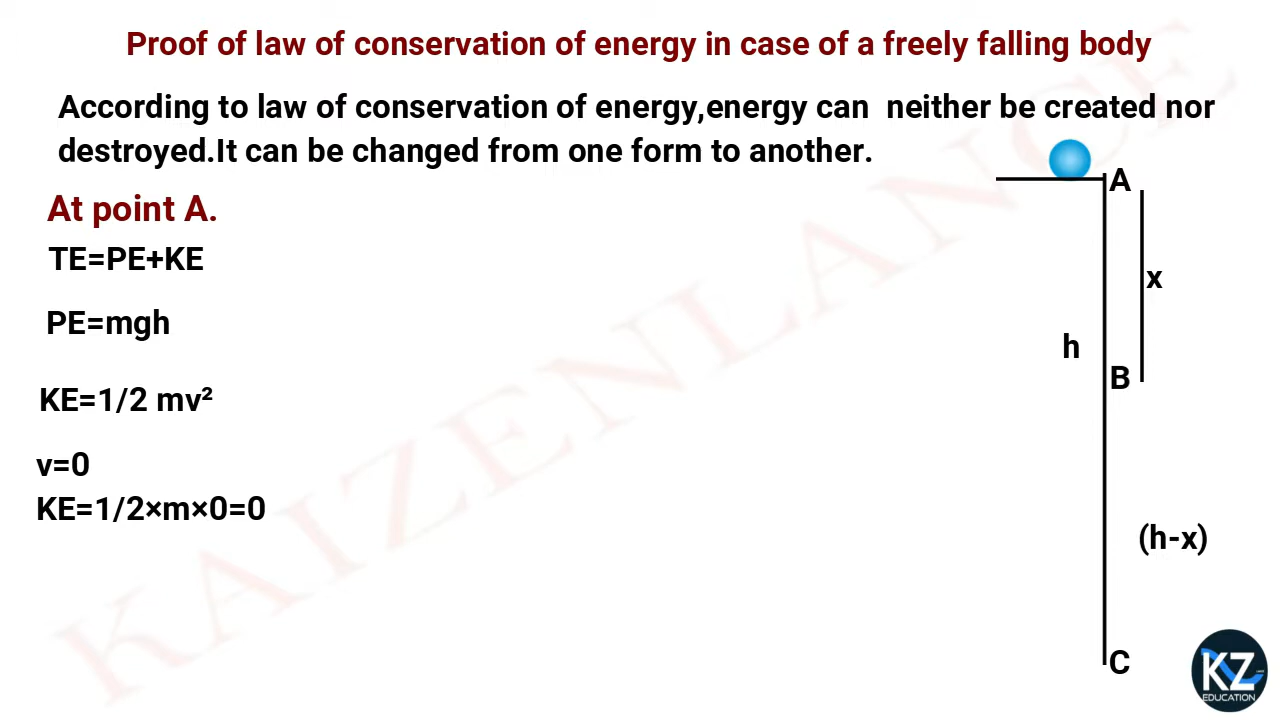 Proof of law of conservation of energy in case of a freely falling body
According to law of conservation of energy,energy can  neither be created nor
destroyed.It can be changed from one form to another.
At point A.
TE=PE+KE
PE=mgh
KE=1/2 mv²
v=0
KE=1/2×m×0=0
A
x
h
B
(h-x)
C
KZ
EDUCATION
KAIZENLANCE